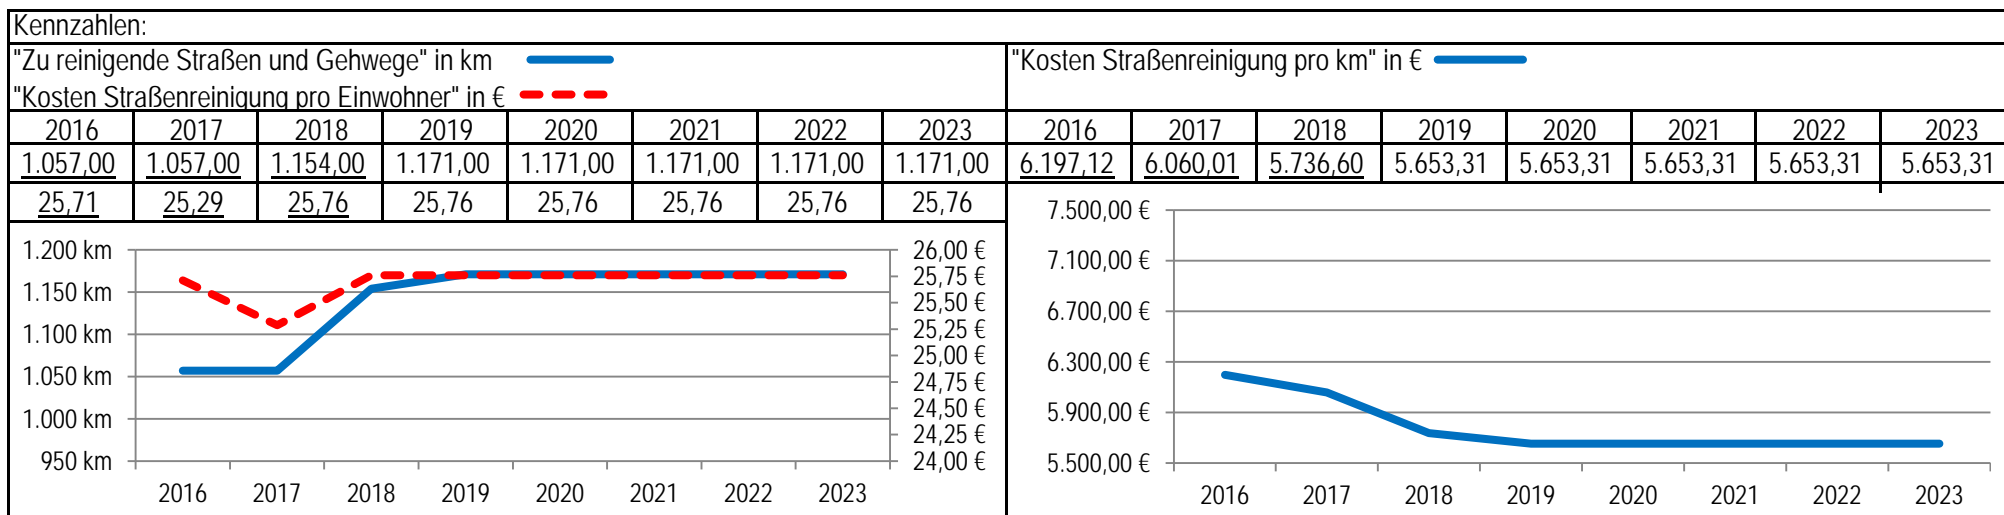 Kennzahlen:
"Zu reinigende Straßen und Gehwege" in km
"Kosten Straßenreinigung pro Einwohner" in €
"Kosten Straßenreinigung pro km" in €
2016 2017 2018 2019 2020 2021 2022 2023 2016 2017 2018 2019 2020 2021 2022 2023
1.057,00 1.057,00 1.154,00 1.171,00 1.171,00 1.171,00 1.171,00 1.171,00 6.197,12 6.060,01 5.736,60 5.653,31 5.653,31 5.653,31 5.653,31 5.653,31
25,71 25,29 25,76 25,76 25,76 25,76 25,76 25,76
1.200 km
1.150 km
1.100 km
1.050 km
1.000 km
950 km
26,00 €
25,75 €
25,50 €
25,25 €
25,00 €
24,75 €
24,50 €
24,25 €
24,00 €
2016 2017 2018 2019 2020 2021 2022 2023
7.500,00 €
7.100,00 €
6.700,00 €
6.300,00 €
5.900,00 €
5.500,00 €
2016 2017 2018 2019 2020 2021 2022 2023